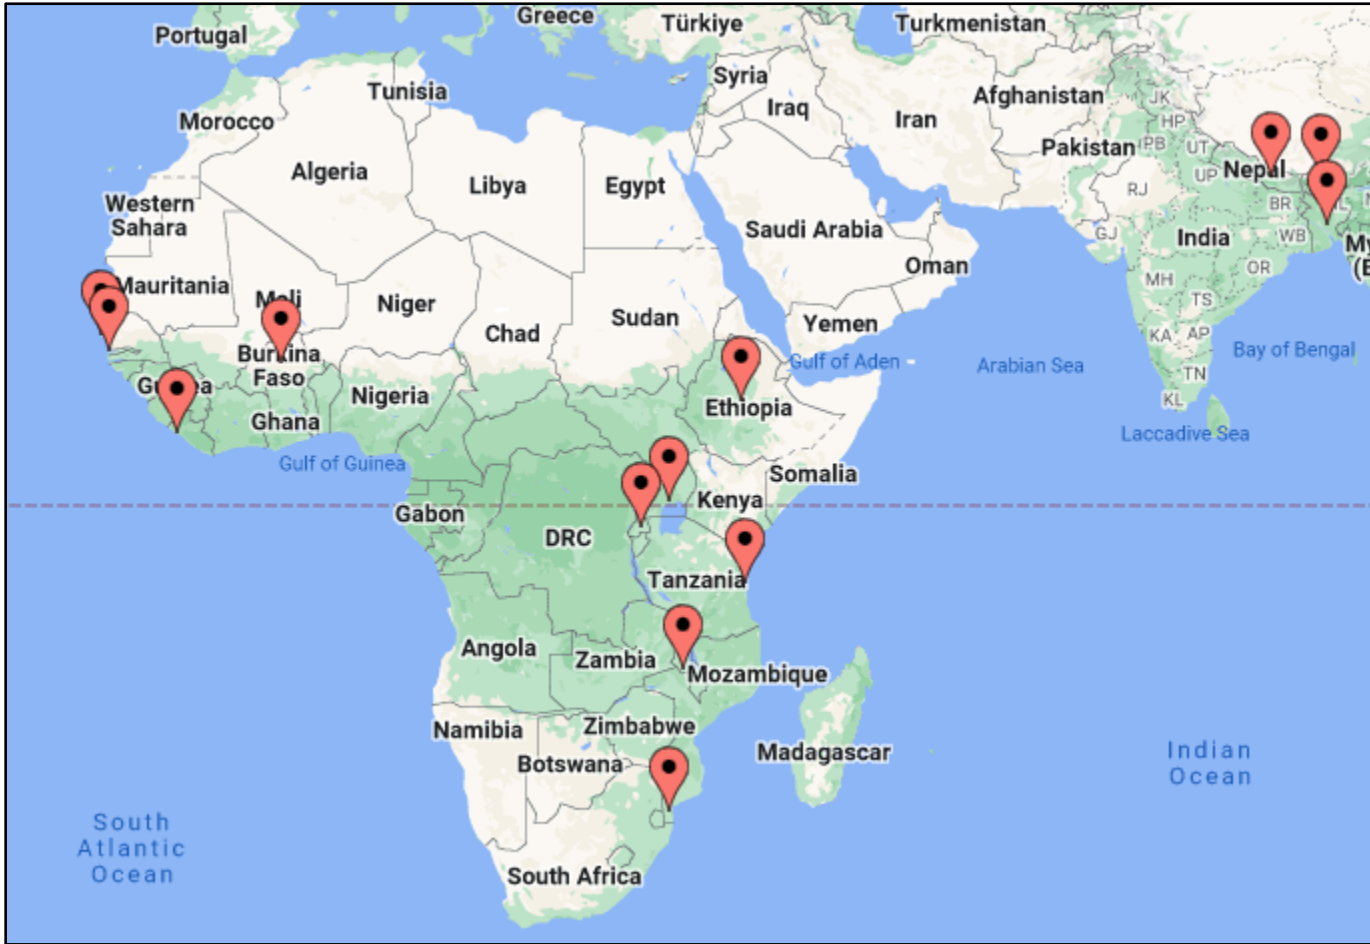 Greece
Türkiye
Turkmenistan
Portugal
Syria
Tunisia
Afghanistan
JK
Iraq
HP
Morocco
Iran
Pakistan
PB
UT
Algeria
Nepal
UP
Libya
Egypt
RJ
Western
Sahara
BR
Saudi Arabia
GJ
WB
India
Oman
OR
Mauritania
MH
Mali
Niger
TS
Sudan
Yemen
Chad
KA
AP
Bay of Bengal
Burkina
Faso
Gulf of Aden
Arabian Sea
TN
Guinea
Nigeria
KL
Ethiopia
Ghana
Laccadive Sea
Gulf of Guinea
Somalia
Kenya
Gabon
DRC
Tanzania
Angola
Zambia
Mozambique
Namibia
Zimbabwe
Madagascar
Botswana
Indian
Ocean
South
Atlantic
Ocean
South Africa